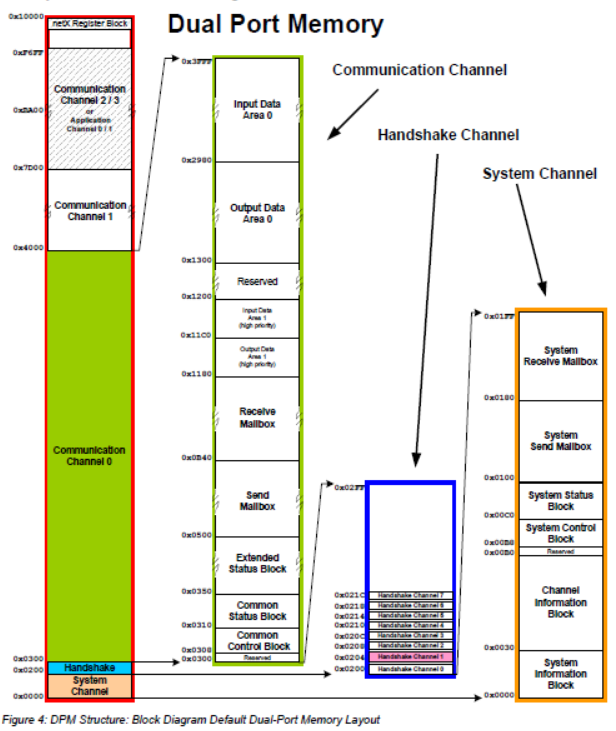 Dual Port Memory
0x10000
netX Register Block
0xF6FF
Communication
Channel 2 / 3
or
Application
Channel 0 / 1
0xBA00
0x7D00
Communication
Channel 1
0x4000
Communication
Channel 0
0x0300
Handshake
0x0200
System
Channel
0x0000
Communication Channel
0x3FFF
Input Data
Area 0
0x2980
Output Data
Area 0
0x1300
Reserved
0x1200
Input Data
Area 1
(high priority)
0x11C0
Output Data
Area 1
(high priority)
0x1180
Receive
Mailbox
0x0B40
Send
Mailbox
0x0500
Extended
Status Block
0x0350
Common
Status Block
0x0310
Common
Control Block
0x0308
Reserved
0x0300
Handshake Channel
0x02FF
0x021C Handshake Channel 7
0x0218 Handshake Channel 6
0x0214 Handshake Channel 5
0x0210 Handshake Channel 4
0x020C Handshake Channel 3
0x0208 Handshake Channel 2
0x0204 Handshake Channel 1
0x0200 Handshake Channel 0
System Channel
0x01FF
System
Receive Mailbox
0x0180
System
Send Mailbox
0x0100
System Status
Block
0x00C0
System Control
Block
0x00B8
Reserved
0x00B0
Channel
Information
Block
0x0030
System
Information
Block
0x0000
Figure 4: DPM Structure: Block Diagram Default Dual-Port Memory Layout